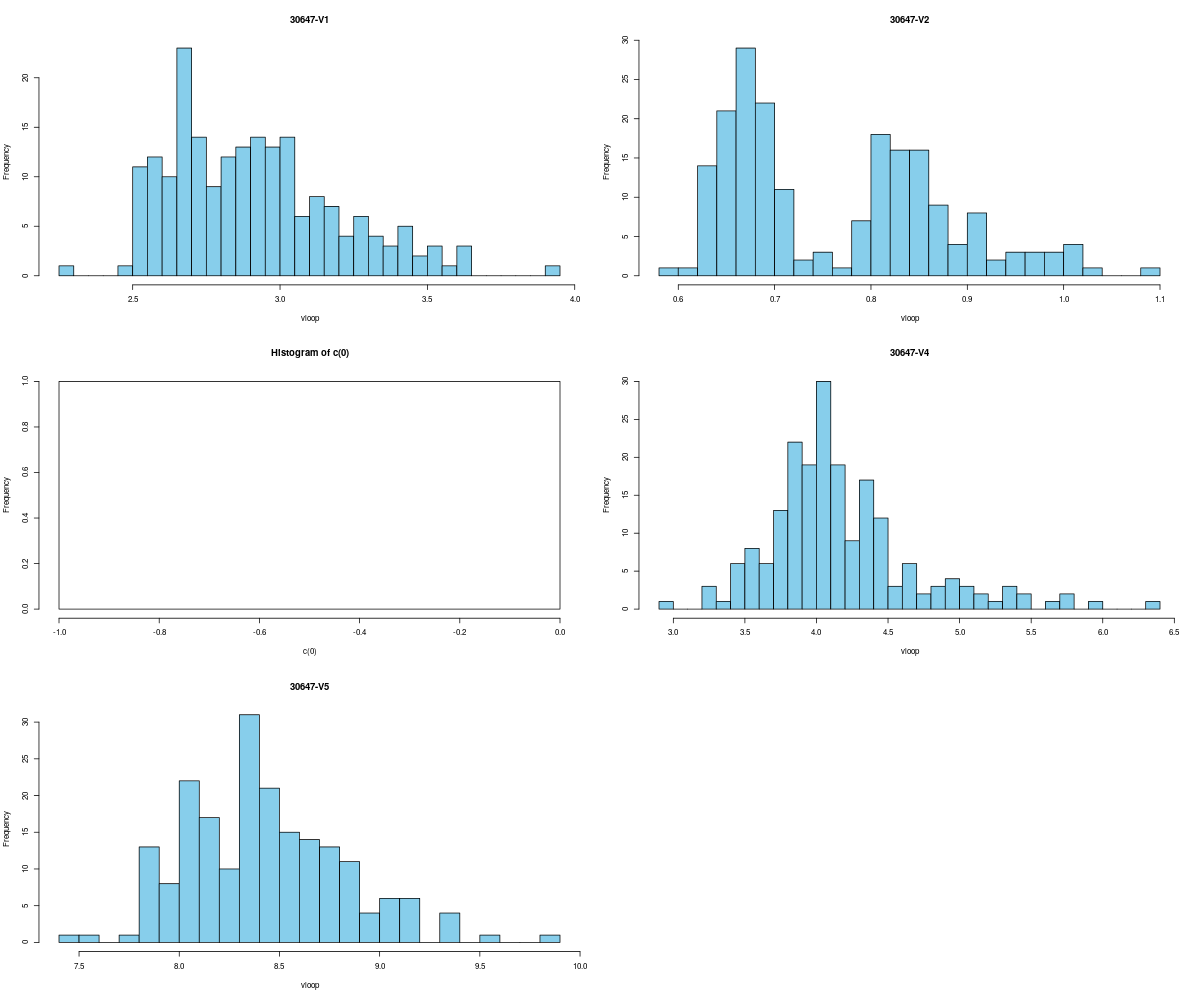 30647-V1
Frequency
0 5 10 15 20
2.5 3.0 3.5 4.0
vloop
30647-V2
Frequency
0 5 10 15 20 25 30
0.6 0.7 0.8 0.9 1.0 1.1
vloop
Histogram of c(0)
Frequency
0.0 0.2 0.4 0.6 0.8 1.0
-1.0 -0.8 -0.6 -0.4 -0.2 0.0
c(0)
30647-V4
Frequency
0 5 10 15 20 25 30
3.0 3.5 4.0 4.5 5.0 5.5 6.0 6.5
vloop
30647-V5
Frequency
0 5 10 15 20 25 30
7.5 8.0 8.5 9.0 9.5 10.0
vloop